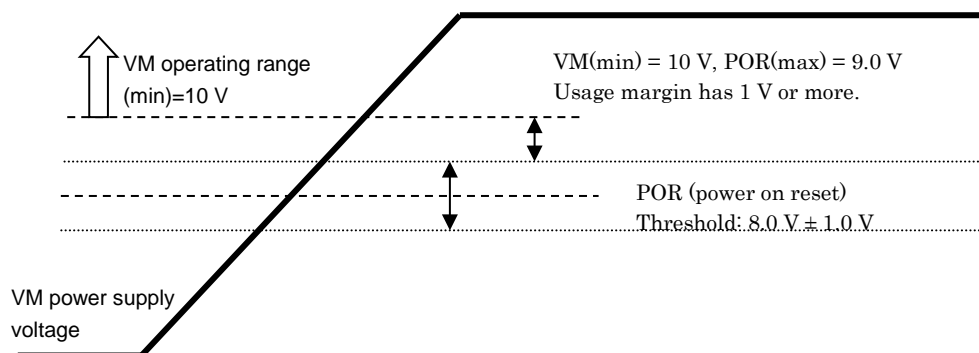 VM operating range
(min)=10 V
VM(min) = 10 V, POR(max) = 9.0 V
Usage margin has 1 V or more.
POR (power on reset)
Threshold: 8.0 V ± 1.0 V
VM power supply
voltage